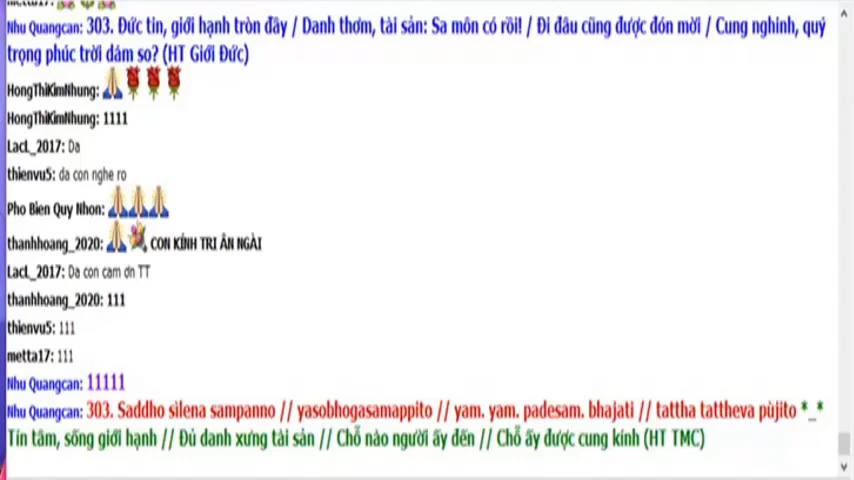 Nhu Quangcan: 303. Đức tin, giới hạnh tròn đầy / Danh thơm, tài sản: Sa môn có rồi! / Đi đâu cũng được đón mời / Cung nghinh, quý
trọng phúc trời dám so? (HT Giới Đức)
HongThiKimNhung:
HongThiKimNhung: 1111
LacL_2017: Da
thienvu5: da con nghe ro
Pho Bien Quy Nhon:
thanhhoang_2020: CON KÍNH TRI ÂN NGÀI
LacL_2017: Da con cam ơn TT
thanhhoang_2020: 111
thienvu5: 111
metta17: 111
Nhu Quangcan: 11111
Nhu Quangcan: 303. Saddho sìlena sampanno // yasobhogasamappito // yam. yam. padesam. bhajati // tattha tattheva pùjito *_*
Tín tâm, sống giới hạnh // Đủ danh xưng tài sản // Chỗ nào người ấy đến // Chỗ ấy được cung kính (HT TMC)